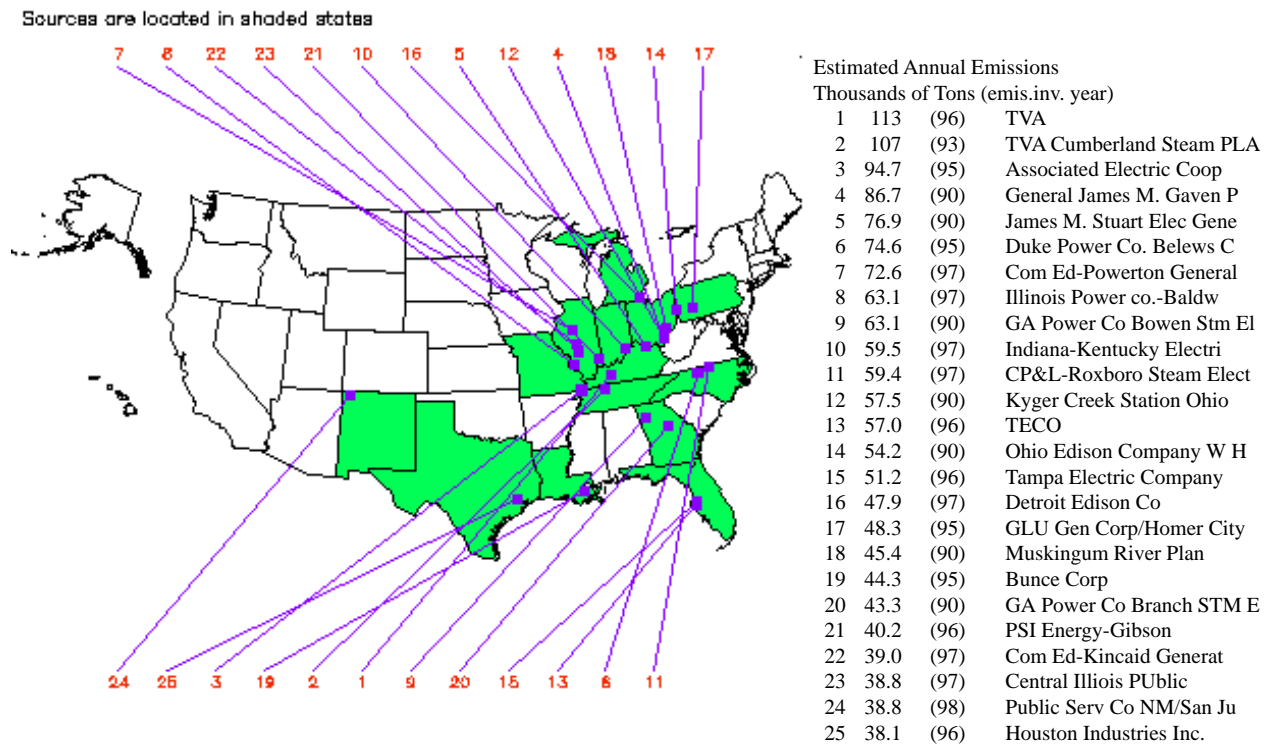 Sources are located in shaded states
7 8 22 23 21 10 16 5 12 4 18 14 17
Estimated Annual Emissions
Thousands of Tons (emis.inv. year)
1 113 (96) TVA
2 107 (93) TVA Cumberland Steam PLA
3 94.7 (95) Associated Electric Coop
4 86.7 (90) General James M. Gaven P
5 76.9 (90) James M. Stuart Elec Gene
6 74.6 (95) Duke Power Co. Belews C
7 72.6 (97) Com Ed-Powerton General
8 63.1 (97) Illinois Power co.-Baldw
9 63.1 (90) GA Power Co Bowen Stm El
10 59.5 (97) Indiana-Kentucky Electri
11 59.4 (97) CP&L-Roxboro Steam Elect
12 57.5 (90) Kyger Creek Station Ohio
13 57.0 (96) TECO
14 54.2 (90) Ohio Edison Company W H
15 51.2 (96) Tampa Electric Company
16 47.9 (97) Detroit Edison Co
17 48.3 (95) GLU Gen Corp/Homer City
18 45.4 (90) Muskingum River Plan
19 44.3 (95) Bunce Corp
20 43.3 (90) GA Power Co Branch STM E
21 40.2 (96) PSI Energy-Gibson
22 39.0 (97) Com Ed-Kincaid Generat
23 38.8 (97) Central Illiois PUblic
24 38.8 (98) Public Serv Co NM/San Ju
25 38.1 (96) Houston Industries Inc.
24 25 3 19 2 1 9 20 15 13 6 11